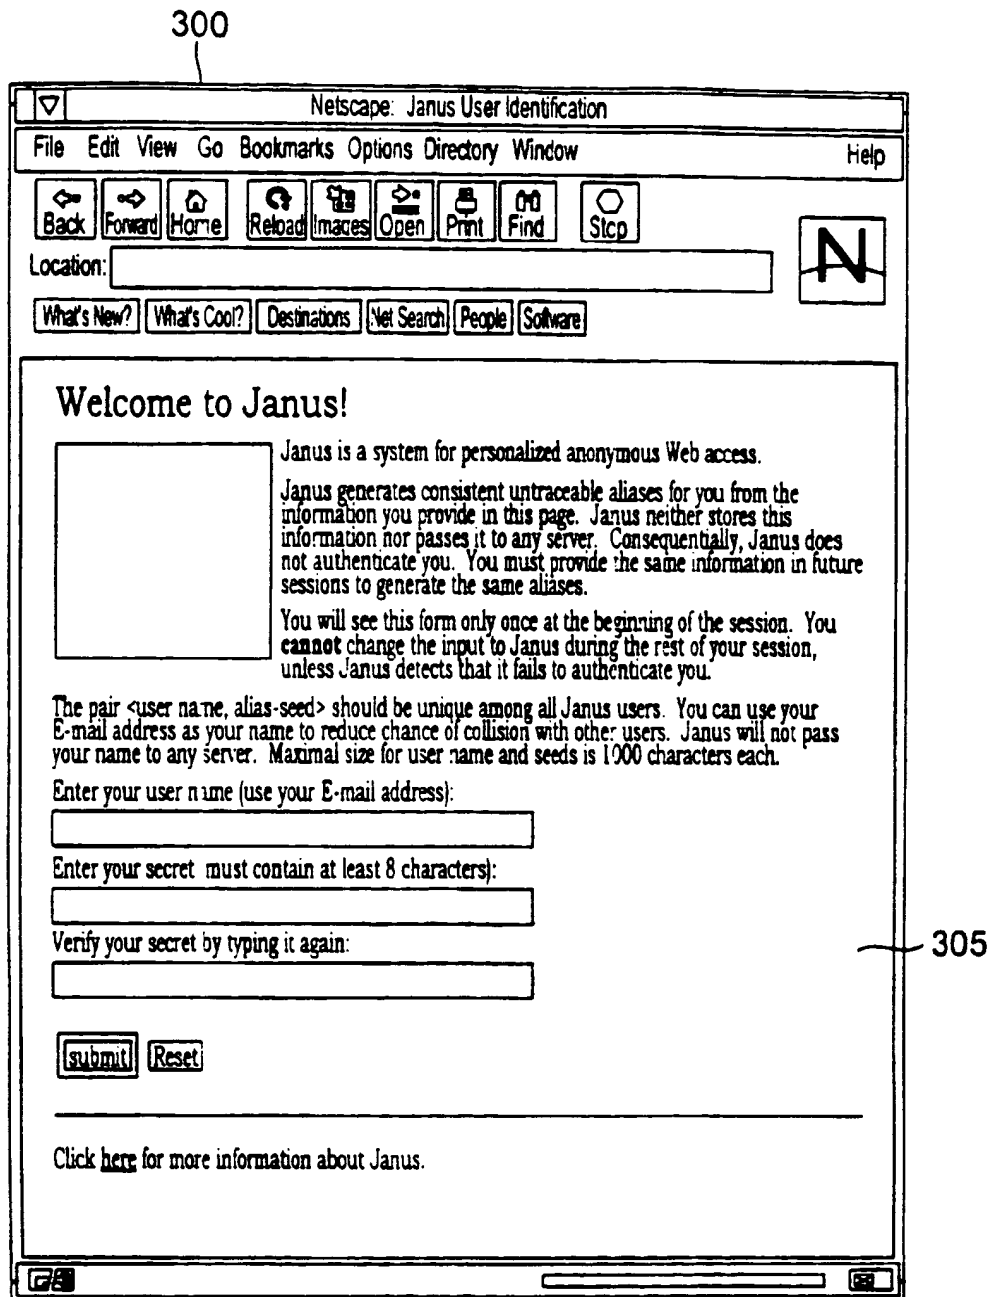 300
Netscape: Janus User Identification
File Edit View Go Bookmarks Options Directory Window Help
Back Forward Home Reload Images Open Print Find Stop
N
Location:
What's New? What's Cool? Destinations Net Search People Software
Welcome to Janus!
Janus is a system for personalized anonymous Web access.
Janus generates consistent untraceable aliases for you from the
information you provide in this page. Janus neither stores this
information nor passes it to any server. Consequentially, Janus does
not authenticate you. You must provide the same information in future
sessions to generate the same aliases.
You will see this form only once at the beginning of the session. You
cannot change the input to Janus during the rest of your session,
unless Janus detects that it fails to authenticate you.
The pair <user name, alias-seed> should be unique among all Janus users. You can use your
E-mail address as your name to reduce chance of collision with other users. Janus will not pass
your name to any server. Maximal size for user name and seeds is 1000 characters each.
Enter your user name (use your E-mail address):
Enter your secret must contain at least 8 characters):
Verify your secret by typing it again:
305
submit Reset
Click here for more information about Janus.